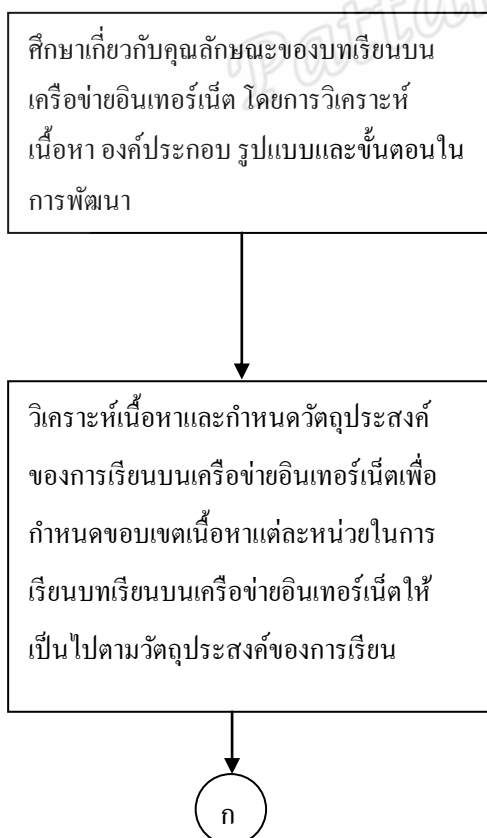 ศึกษาเกี่ยวกับคุณลักษณะของบทเรียนบน
เครือข่ายอินเทอร์เน็ต โดยการวิเคราะห์
เนื้อหา องค์ประกอบ รูปแบบและขั้นตอนใน
การพัฒนา
วิเคราะห์เนื้อหาและกำหนดวัตถุประสงค์
ของการเรียนบนเครือข่ายอินเทอร์เน็ตเพื่อ
กำหนดขอบเขตเนื้อหาแต่ละหน่วยในการ
เรียนบทเรียนบนเครือข่ายอินเทอร์เน็ตให้
เป็นไปตามวัตถุประสงค์ของการเรียน
ก